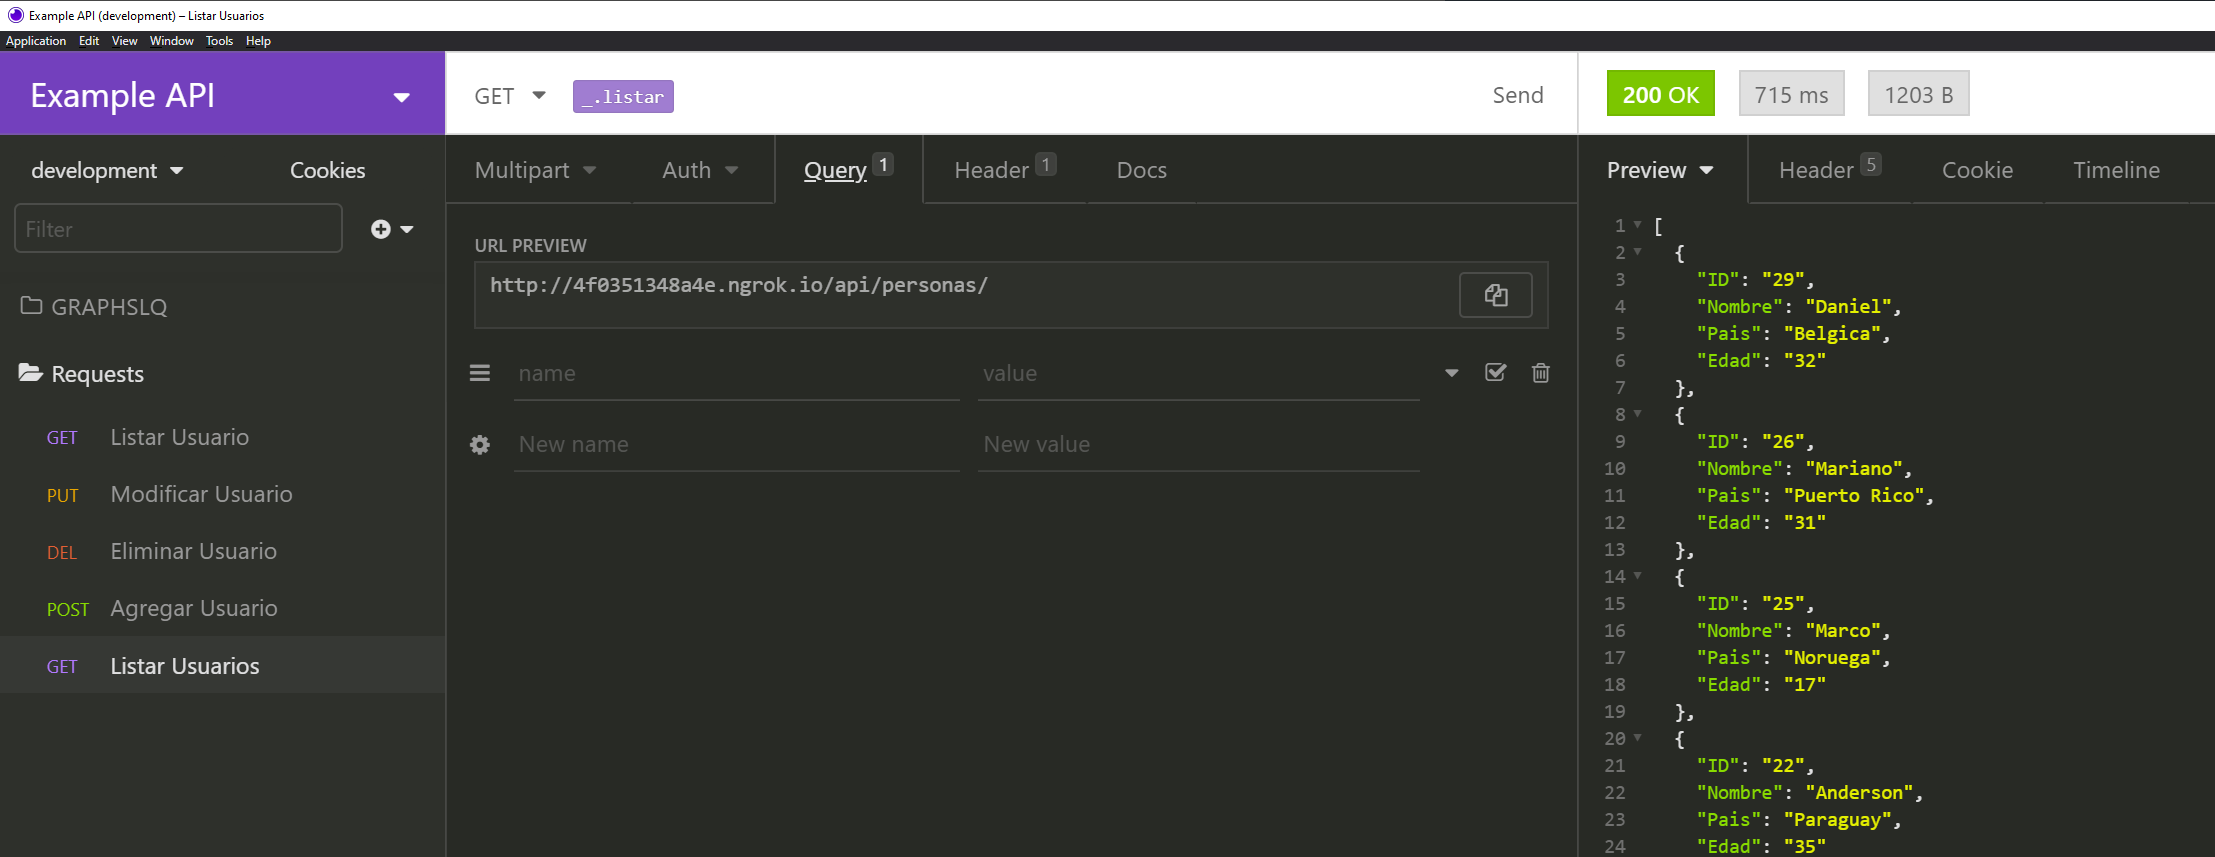 Example API (development) – Listar Usuarios
Application Edit View Window Tools Help
Example API
GET
_.listar
Send
200 OK
715 ms
1203 B
development
Cookies
Multipart
Auth
Query 1
Header 1
Docs
Preview
Header 5
Cookie
Timeline
Filter
GRAPHSLQ
Requests
GET Listar Usuario
PUT Modificar Usuario
DEL Eliminar Usuario
POST Agregar Usuario
GET Listar Usuarios
URL PREVIEW
http://4f0351348a4e.ngrok.io/api/personas/
name value
New name New value
1 [
2 {
3 "ID": "29",
4 "Nombre": "Daniel",
5 "Pais": "Belgica",
6 "Edad": "32"
7 },
8 {
9 "ID": "26",
10 "Nombre": "Mariano",
11 "Pais": "Puerto Rico",
12 "Edad": "31"
13 },
14 {
15 "ID": "25",
16 "Nombre": "Marco",
17 "Pais": "Noruega",
18 "Edad": "17"
19 },
20 {
21 "ID": "22",
22 "Nombre": "Anderson",
23 "Pais": "Paraguay",
24 "Edad": "35"